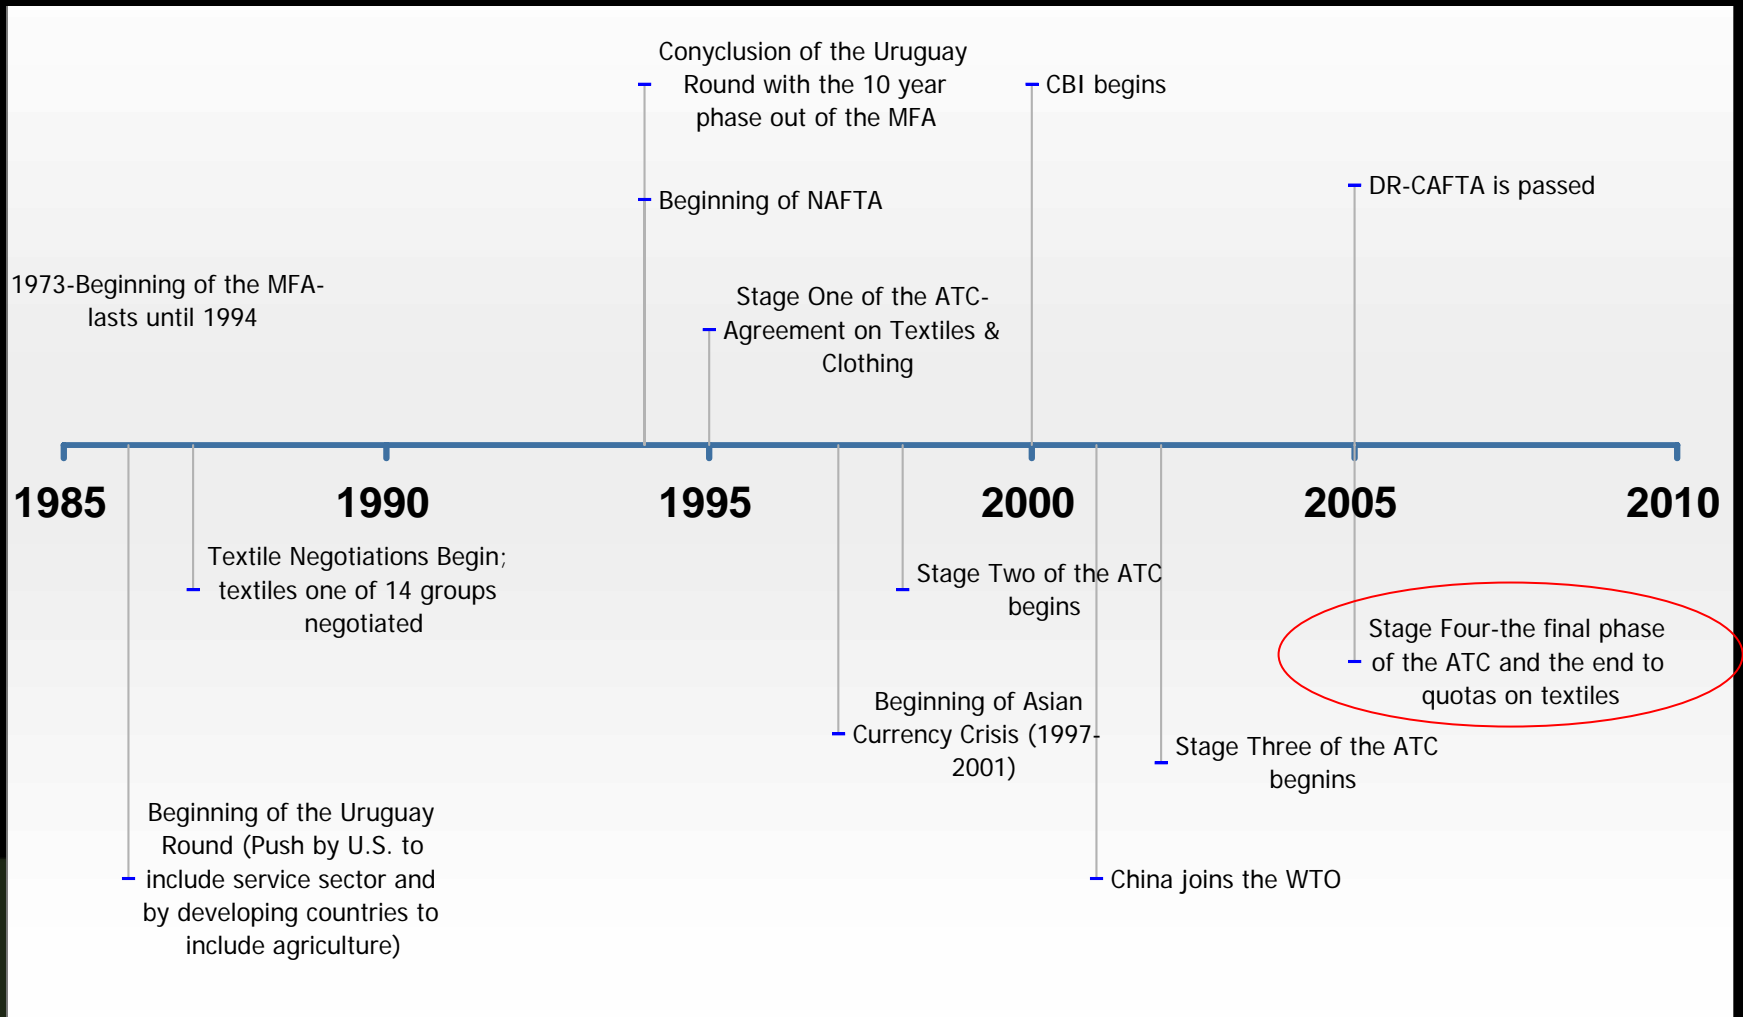 Conyclusion of the Uruguay
Round with the 10 year
phase out of the MFA
CBI begins
DR-CAFTA is passed
Beginning of NAFTA
1973-Beginning of the MFA-
lasts until 1994
Stage One of the ATC-
Agreement on Textiles &
Clothing
1985
1990
1995
2000
2005
2010
Textile Negotiations Begin;
textiles one of 14 groups
negotiated
Stage Two of the ATC
begins
Stage Four-the final phase
of the ATC and the end to
quotas on textiles
Beginning of Asian
Currency Crisis (1997-
2001)
Stage Three of the ATC
begnins
Beginning of the Uruguay
Round (Push by U.S. to
include service sector and
by developing countries to
include agriculture)
China joins the WTO